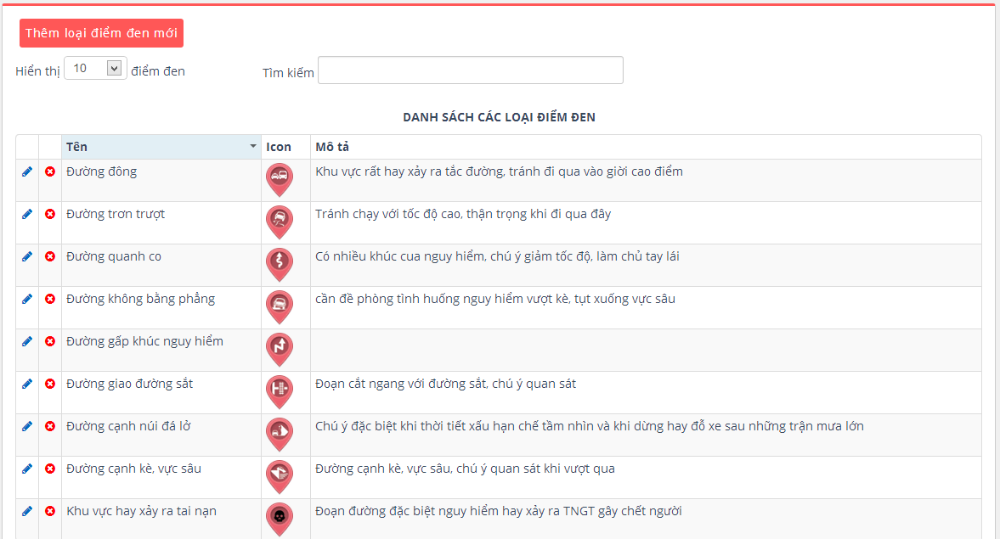 Thêm loại điểm đen mới
Hiển thị 10 điểm đen Tìm kiếm
DANH SÁCH CÁC LOẠI ĐIỂM ĐEN
Tên Icon Mô tả
Đường đông Khu vực rất hay xảy ra tắc đường, tránh đi qua vào giời cao điểm
Đường trơn trượt Tránh chạy với tốc độ cao, thận trọng khi đi qua đây
Đường quanh co Có nhiều khúc cua nguy hiểm, chú ý giảm tốc độ, làm chủ tay lái
Đường không bằng phẳng cần đề phòng tình huống nguy hiểm vượt kè, tụt xuống vực sâu
Đường gấp khúc nguy hiểm
Đường giao đường sắt Đoạn cắt ngang với đường sắt, chú ý quan sát
Đường cạnh núi đá lở Chú ý đặc biệt khi thời tiết xấu hạn chế tầm nhìn và khi dừng hay đỗ xe sau những trận mưa lớn
Đường cạnh kè, vực sâu Đường cạnh kè, vực sâu, chú ý quan sát khi vượt qua
Khu vực hay xảy ra tai nạn Đoạn đường đặc biệt nguy hiểm hay xảy ra TNGT gây chết người